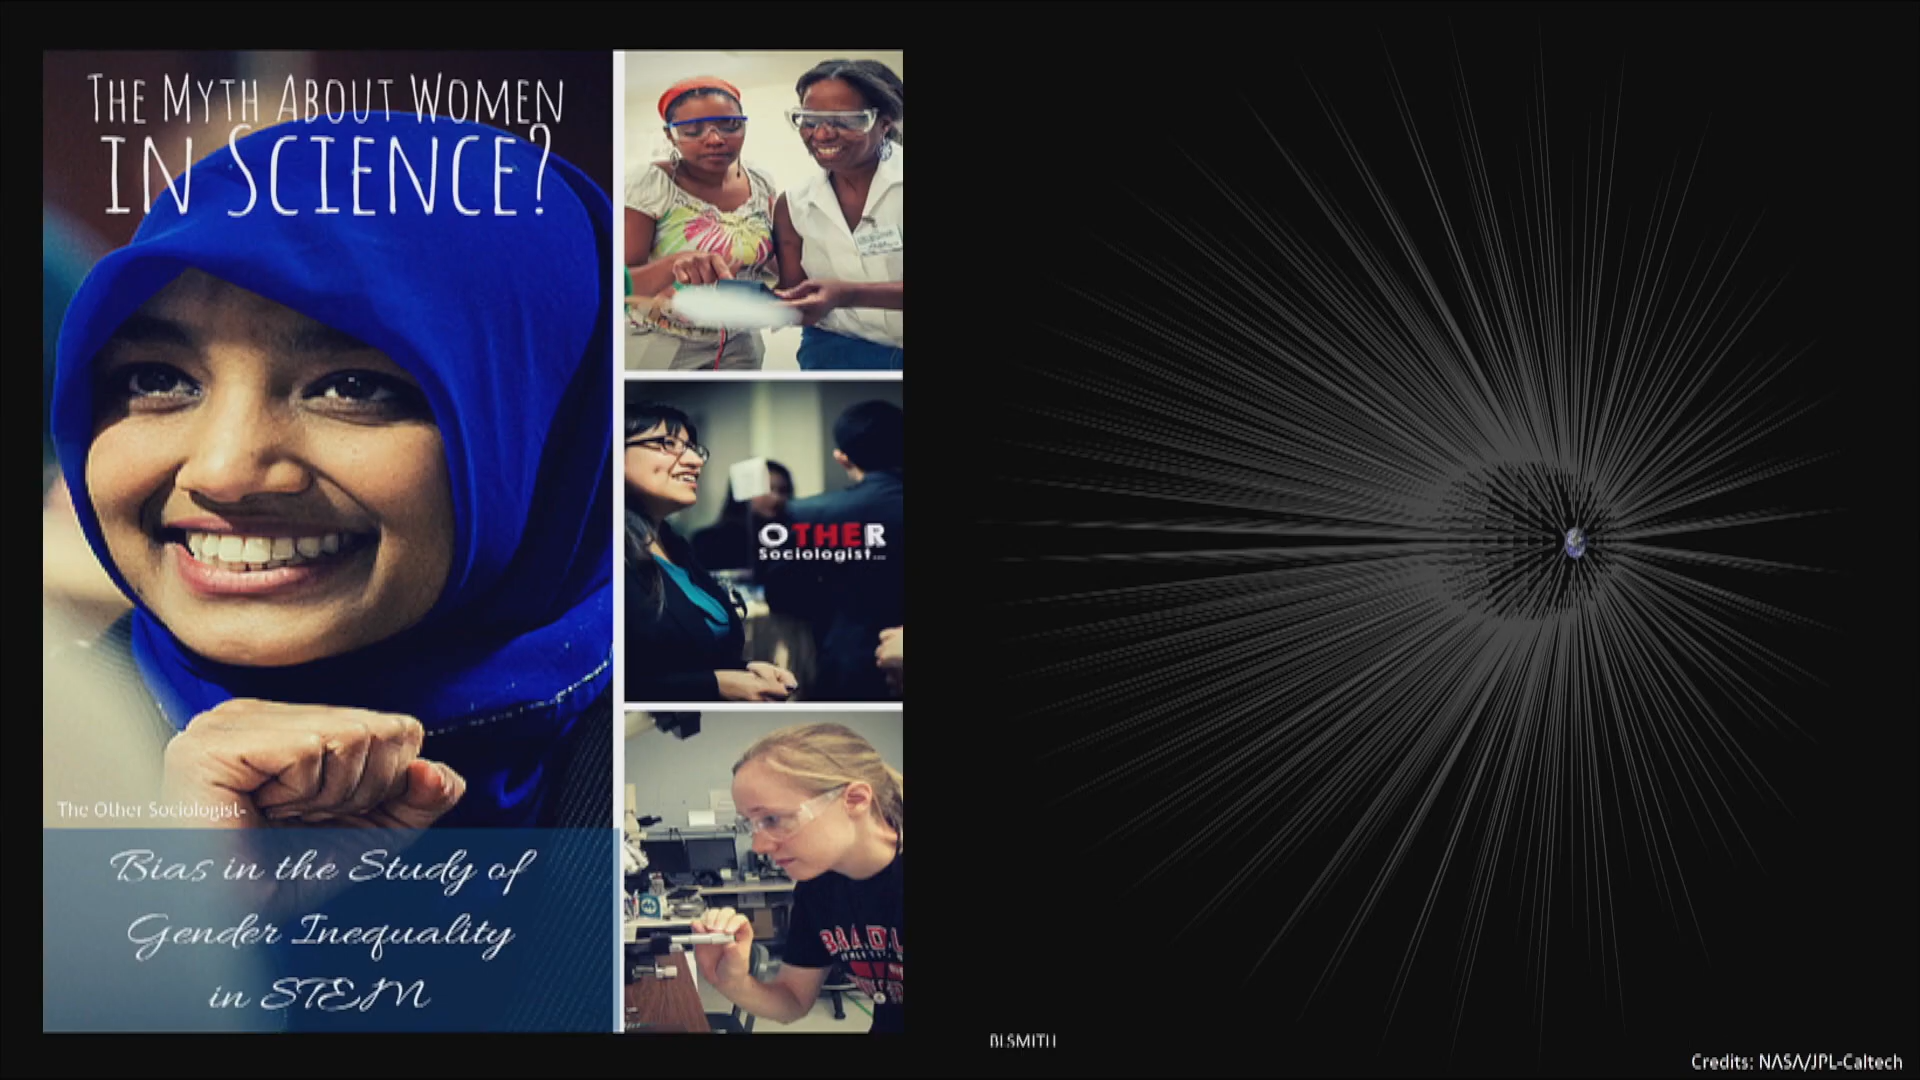 The Myth About Women
in Science?
OTHER
Sociologist...
The Other Sociologist-
Bias in the Study of
Gender Inequality
in STEM
Credits: NASA/JPL-Caltech